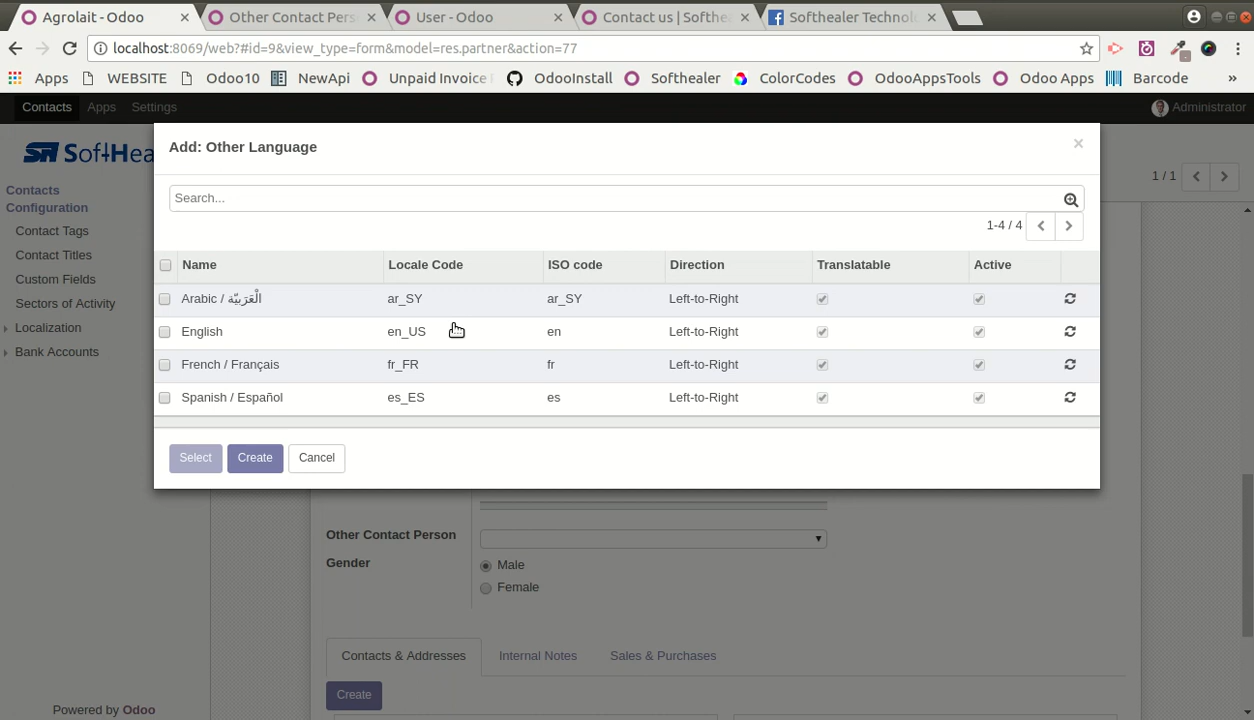 Agrolait - Odoo
Other Contact Pers
User - Odoo
Contact us | Softhea
Softhealer Technol
localhost:8069/web?#id=9&view_type=form&model=res.partner&action=77
Apps WEBSITE Odoo10 NewApi Unpaid Invoice OdooInstall Softhealer ColorCodes OdooAppsTools Odoo Apps Barcode »
Contacts Apps Settings Administrator
Add: Other Language ×
SoftHea
1 / 1
Contacts
Search...
Configuration
1-4 / 4
Contact Tags
Contact Titles
Custom Fields
Sectors of Activity
Localization
Bank Accounts
Name Locale Code ISO code Direction Translatable Active
Arabic / الْعَرَبيّة ar_SY ar_SY Left-to-Right
English en_US en Left-to-Right
French / Français fr_FR fr Left-to-Right
Spanish / Español es_ES es Left-to-Right
Select Create Cancel
Other Contact Person
Gender Male
Female
Contacts & Addresses Internal Notes Sales & Purchases
Create
Powered by Odoo